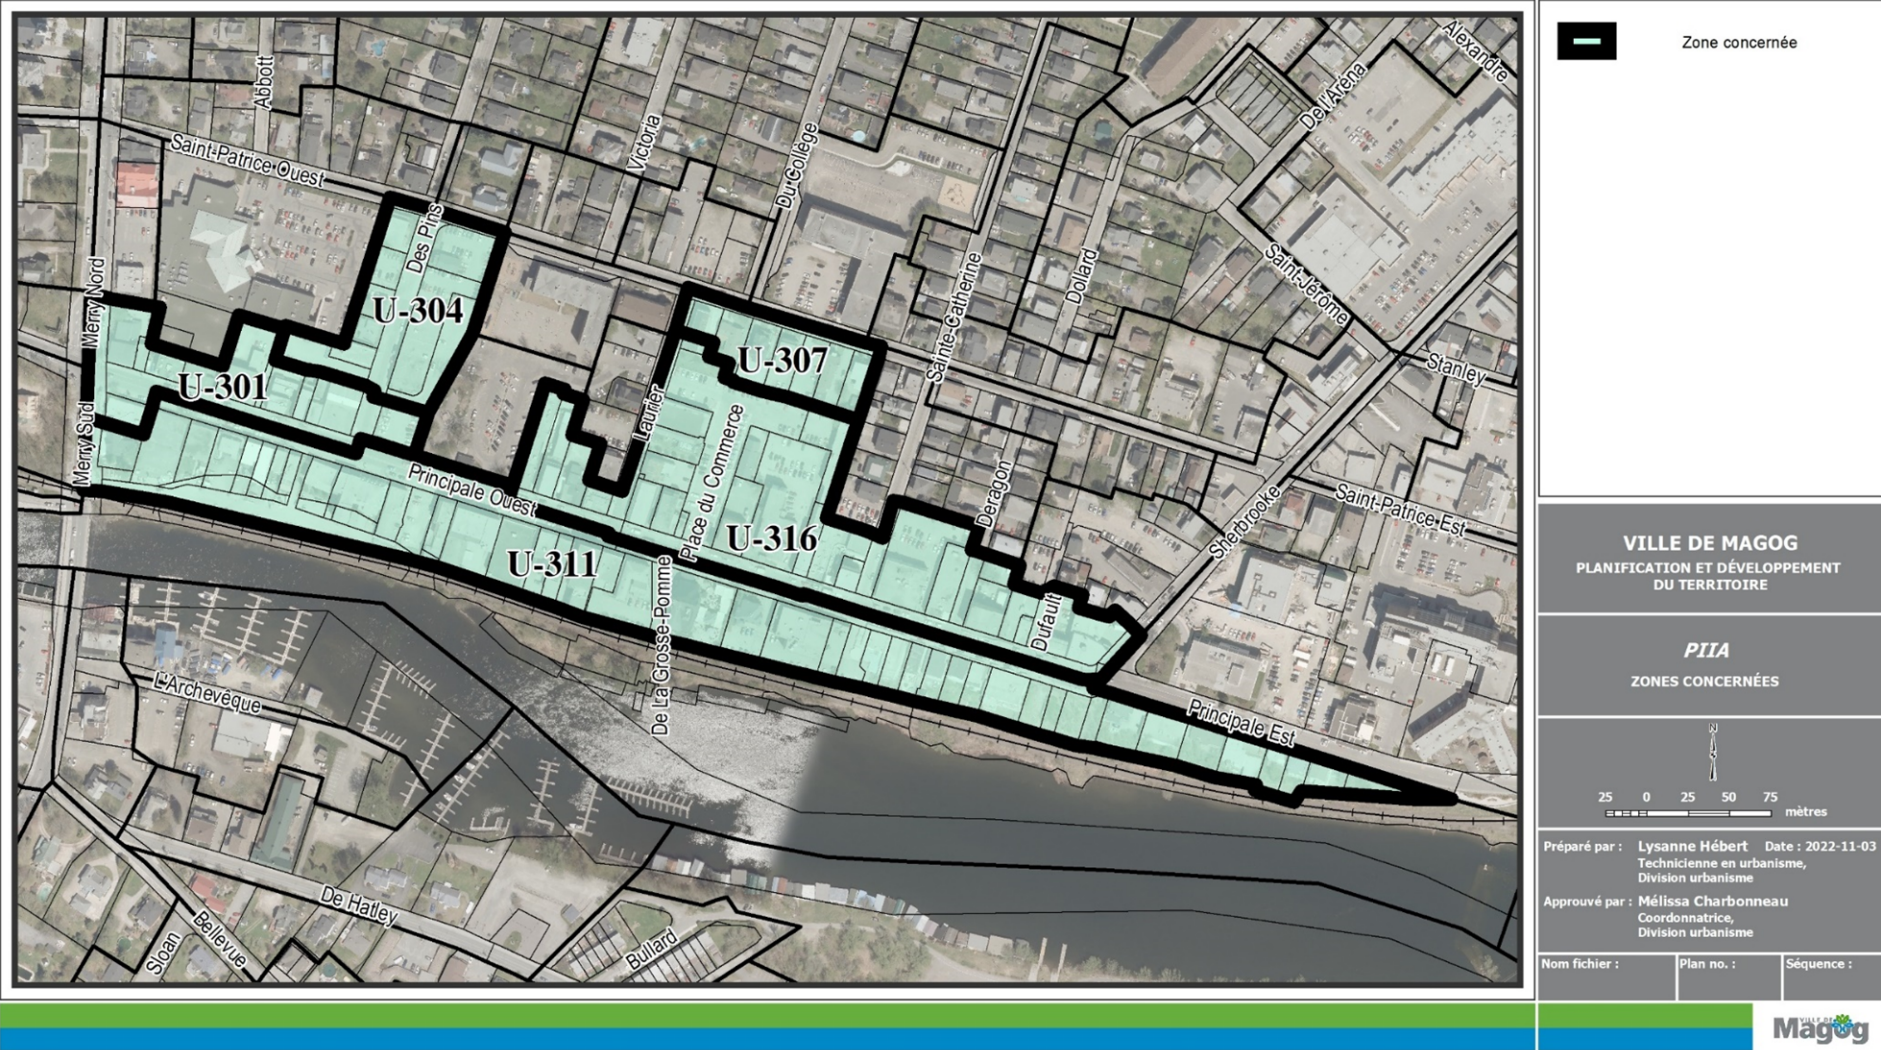 Zone concernée
Alexandre
Abbott
De l'Aréna
Victoria
Du Collège
Saint-Patrice Ouest
Des Pins
Merry Nord
Sainte-Catherine
Dollard
Saint-Jérôme
U-304
U-307
U-301
Stanley
Laurier
Merry Sud
Place du Commerce
Principale Ouest
Deragon
Saint-Patrice Est
Sherbrooke
U-316
U-311
De La Grosse-Pomme
Dufault
L'Archevêque
Principale Est
De Hatley
Bellevue
Sloan
Bullard
VILLE DE MAGOG
PLANIFICATION ET DÉVELOPPEMENT
DU TERRITOIRE
PIIA
ZONES CONCERNÉES
N
25 0 25 50 75
mètres
Préparé par : Lysanne Hébert Date : 2022-11-03
Technicienne en urbanisme,
Division urbanisme
Approuvé par : Mélissa Charbonneau
Coordonnatrice,
Division urbanisme
Nom fichier : Plan no. : Séquence :
VILLE DE
Magog